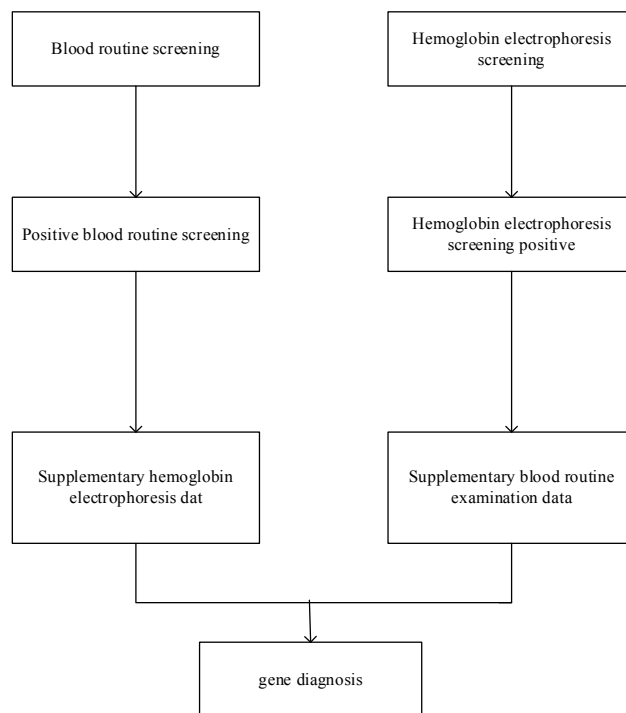 Blood routine screening
Hemoglobin electrophoresis
screening
Positive blood routine screening
Hemoglobin electrophoresis
screening positive
Supplementary hemoglobin
electrophoresis dat
Supplementary blood routine
examination data
gene diagnosis